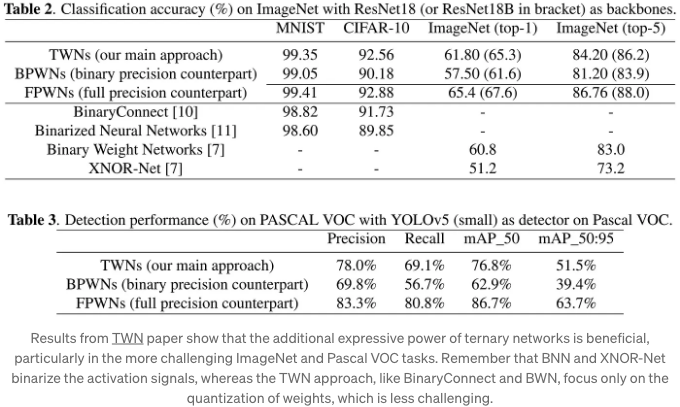 Table 2. Classification accuracy (%) on ImageNet with ResNet18 (or ResNet18B in bracket) as backbones.
MNIST CIFAR-10 ImageNet (top-1) ImageNet (top-5)
TWNs (our main approach) 99.35 92.56 61.80 (65.3) 84.20 (86.2)
BPWNs (binary precision counterpart) 99.05 90.18 57.50 (61.6) 81.20 (83.9)
FPWNs (full precision counterpart) 99.41 92.88 65.4 (67.6) 86.76 (88.0)
BinaryConnect [10] 98.82 91.73 - -
Binarized Neural Networks [11] 98.60 89.85 - -
Binary Weight Networks [7] - - 60.8 83.0
XNOR-Net [7] - - 51.2 73.2
Table 3. Detection performance (%) on PASCAL VOC with YOLOv5 (small) as detector on Pascal VOC.
Precision Recall mAP_50 mAP_50:95
TWNs (our main approach) 78.0% 69.1% 76.8% 51.5%
BPWNs (binary precision counterpart) 69.8% 56.7% 62.9% 39.4%
FPWNs (full precision counterpart) 83.3% 80.8% 86.7% 63.7%
Results from TWN paper show that the additional expressive power of ternary networks is beneficial,
particularly in the more challenging ImageNet and Pascal VOC tasks. Remember that BNN and XNOR-Net
binarize the activation signals, whereas the TWN approach, like BinaryConnect and BWN, focus only on the
quantization of weights, which is less challenging.